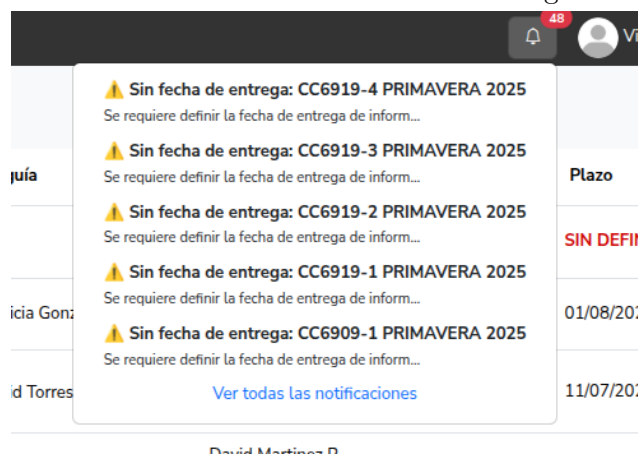 48
Vi
⚠️ Sin fecha de entrega: CC6919-4 PRIMAVERA 2025
Se requiere definir la fecha de entrega de inform...
⚠️ Sin fecha de entrega: CC6919-3 PRIMAVERA 2025
Se requiere definir la fecha de entrega de inform...
guía
Plazo
⚠️ Sin fecha de entrega: CC6919-2 PRIMAVERA 2025
Se requiere definir la fecha de entrega de inform...
SIN DEFIN
⚠️ Sin fecha de entrega: CC6919-1 PRIMAVERA 2025
Se requiere definir la fecha de entrega de inform...
icia Gonz
01/08/202
⚠️ Sin fecha de entrega: CC6909-1 PRIMAVERA 2025
Se requiere definir la fecha de entrega de inform...
id Torres
Ver todas las notificaciones
11/07/202
David Martinez P